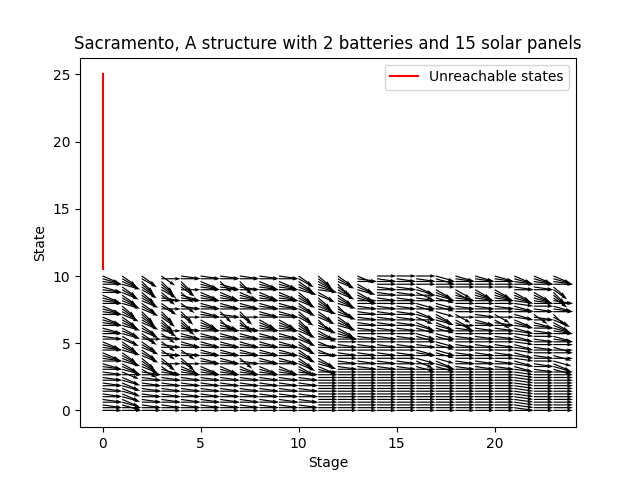 Sacramento, A structure with 2 batteries and 15 solar panels
Unreachable states
25
20
15
10
5
0
State
0 5 10 15 20
Stage